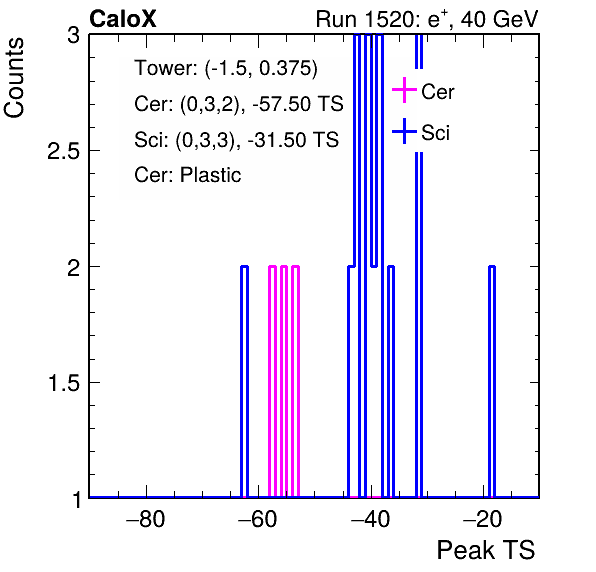 CaloX Run 1520: e⁺, 40 GeV
Counts
3
2.5
2
1.5
1
Tower: (-1.5, 0.375)
Cer: (0,3,2), -57.50 TS
Sci: (0,3,3), -31.50 TS
Cer: Plastic
Cer
Sci
−80 −60 −40 −20
Peak TS